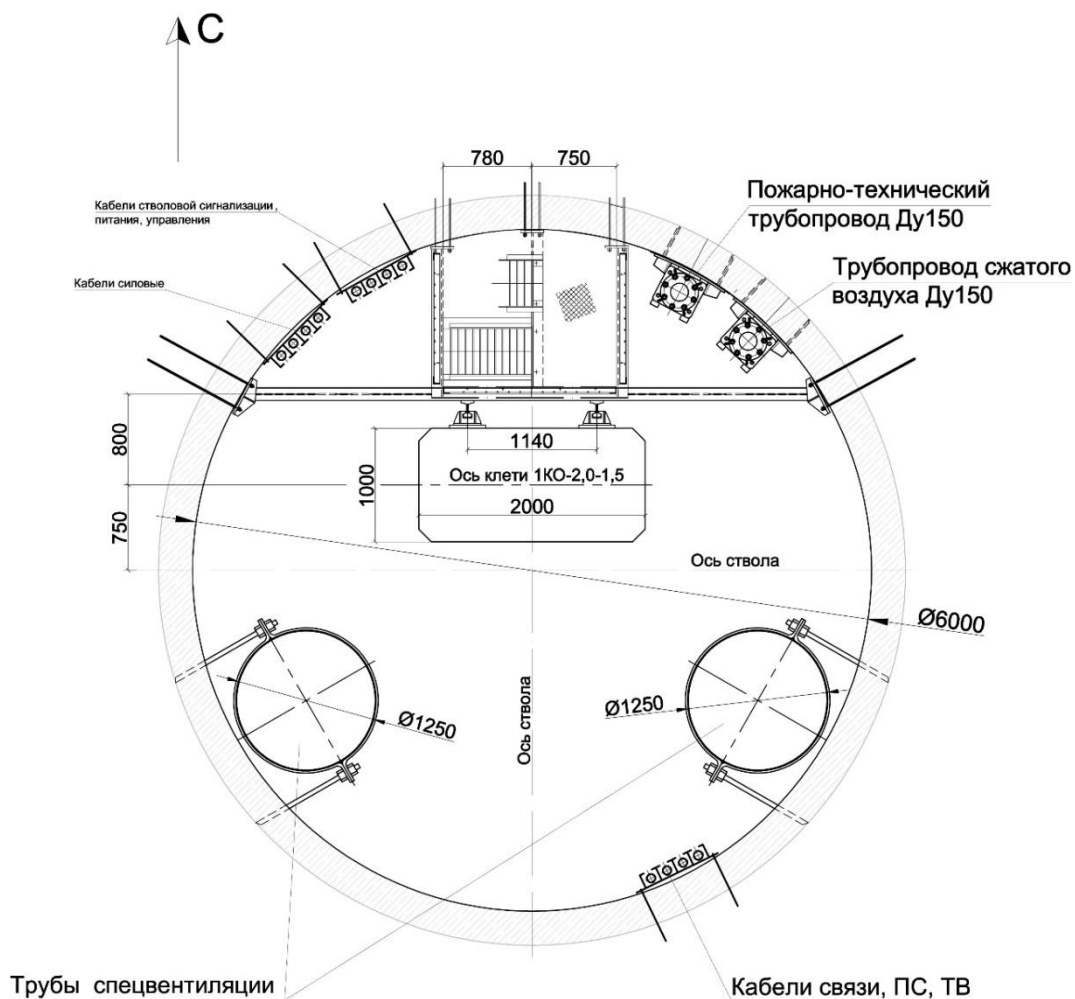 С
780
750
Пожарно-технический
трубопровод Ду150
Кабели стволовой сигнализации,
питания, управления
Трубопровод сжатого
воздуха Ду150
Кабели силовые
800
1140
1000
Ось клети 1КО-2,0-1,5
2000
750
Ось ствола
Ø6000
Ось ствола
Ø1250
Ø1250
Трубы спецвентиляции
Кабели связи, ПС, ТВ